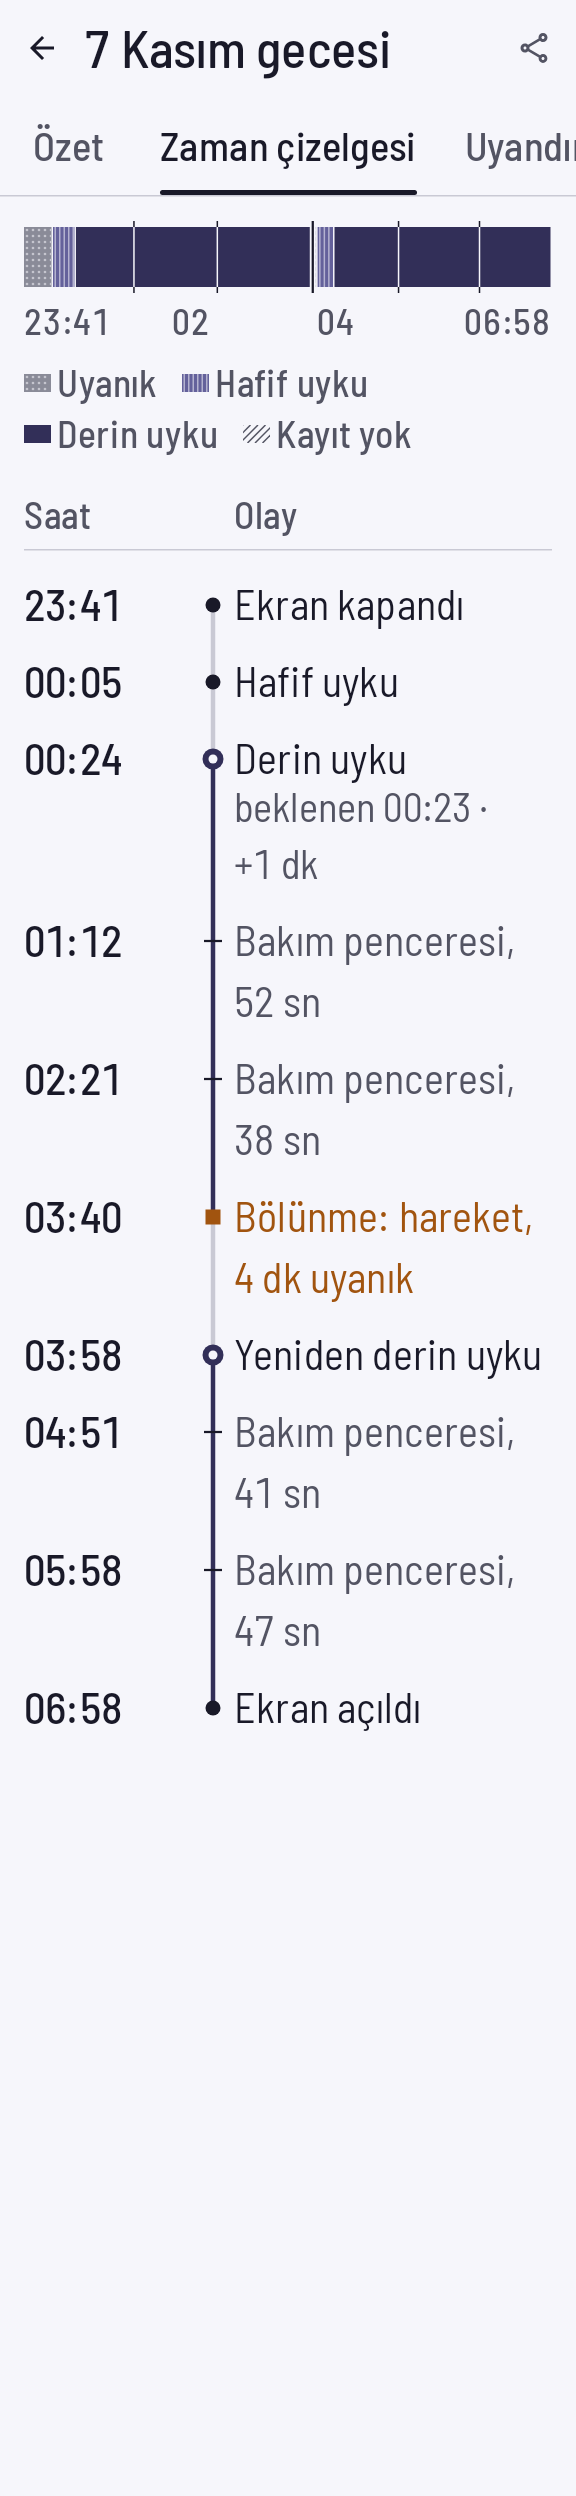 7 Kasım gecesi
Özet Zaman çizelgesi
23:41 02 04 06:58
Uyanık Hafif uyku
Derin uyku Kayıt yok
Saat Olay
23:41 Ekran kapandı
00:05 Hafif uyku
00:24 Derin uyku
beklenen 00:23 ·
+1 dk
01:12 Bakım penceresi,
52 sn
02:21 Bakım penceresi,
38 sn
03:40 Bölünme: hareket,
4 dk uyanık
03:58 Yeniden derin uyku
04:51 Bakım penceresi,
41 sn
05:58 Bakım penceresi,
47 sn
06:58 Ekran açıldı